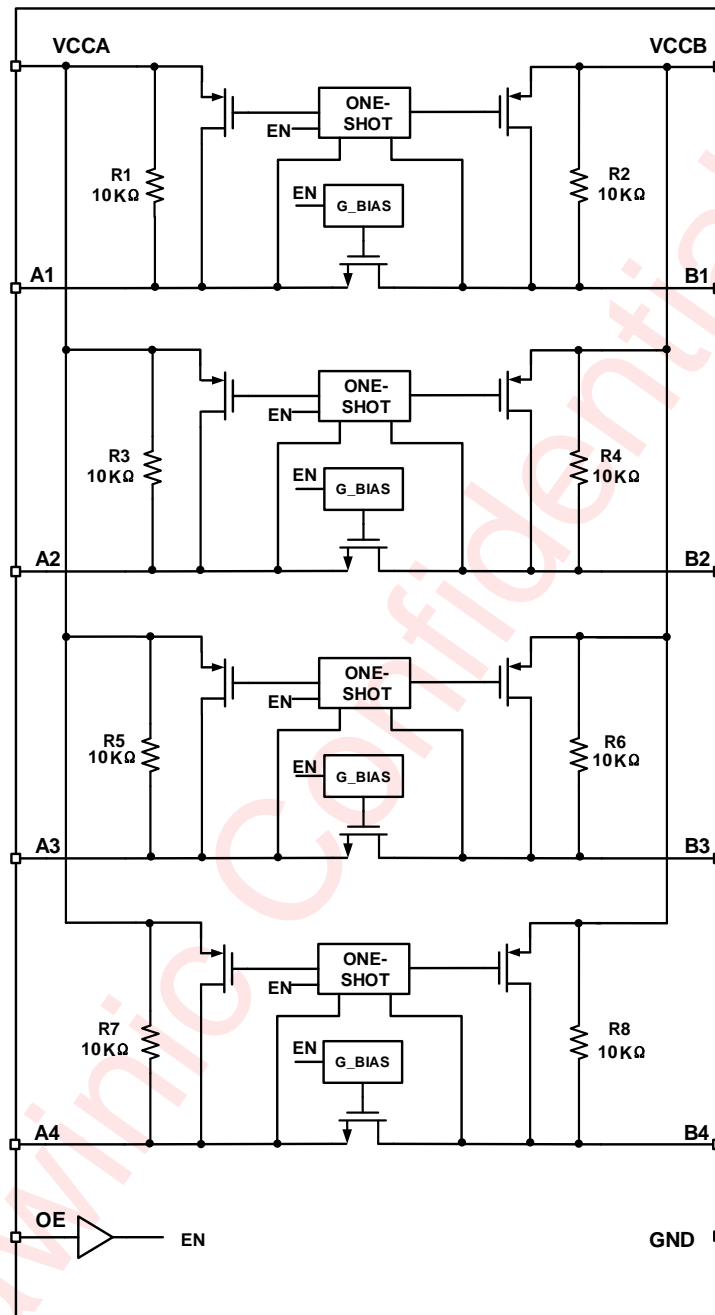 VCCA VCCB
ONE-
SHOT
EN
R1
10KΩ
R2
10KΩ
EN
G_BIAS
A1 B1
ONE-
SHOT
EN
R3
10KΩ
R4
10KΩ
EN
G_BIAS
A2 B2
ONE-
SHOT
EN
R5
10KΩ
R6
10KΩ
EN
G_BIAS
A3 B3
ONE-
SHOT
EN
R7
10KΩ
R8
10KΩ
EN
G_BIAS
A4 B4
OE
EN
GND
winic Confidential